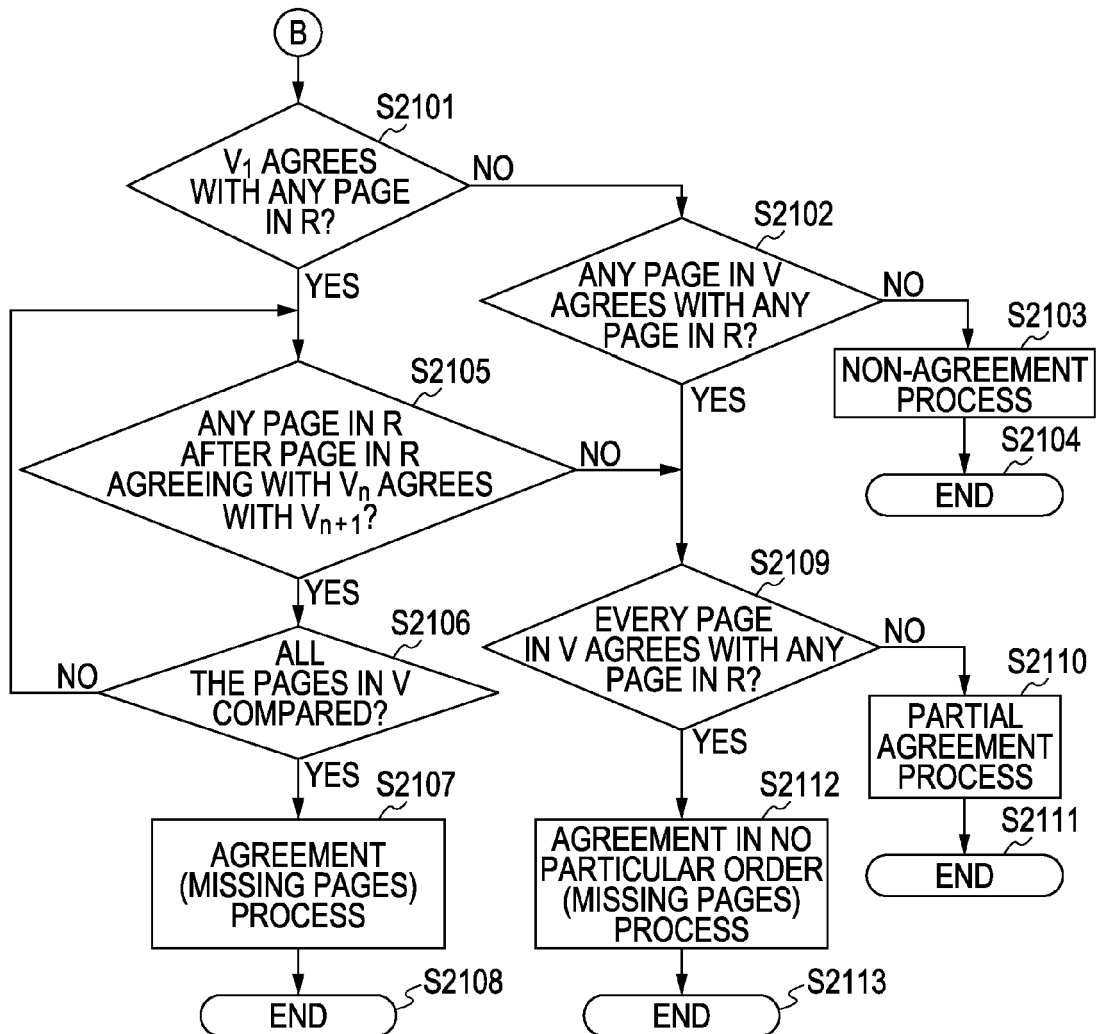 B
S2101
V1 AGREES
WITH ANY PAGE
IN R?
NO
YES
S2102
ANY PAGE IN V
AGREES WITH ANY
PAGE IN R?
NO
YES
S2103
NON-AGREEMENT
PROCESS
S2104
END
S2105
ANY PAGE IN R
AFTER PAGE IN R
AGREEING WITH Vn AGREES
WITH Vn+1?
NO
YES
S2106
ALL
THE PAGES IN V
COMPARED?
NO
YES
S2107
AGREEMENT
(MISSING PAGES)
PROCESS
S2108
END
S2109
EVERY PAGE
IN V AGREES WITH ANY
PAGE IN R?
NO
YES
S2110
PARTIAL
AGREEMENT
PROCESS
S2111
END
S2112
AGREEMENT IN NO
PARTICULAR ORDER
(MISSING PAGES)
PROCESS
S2113
END